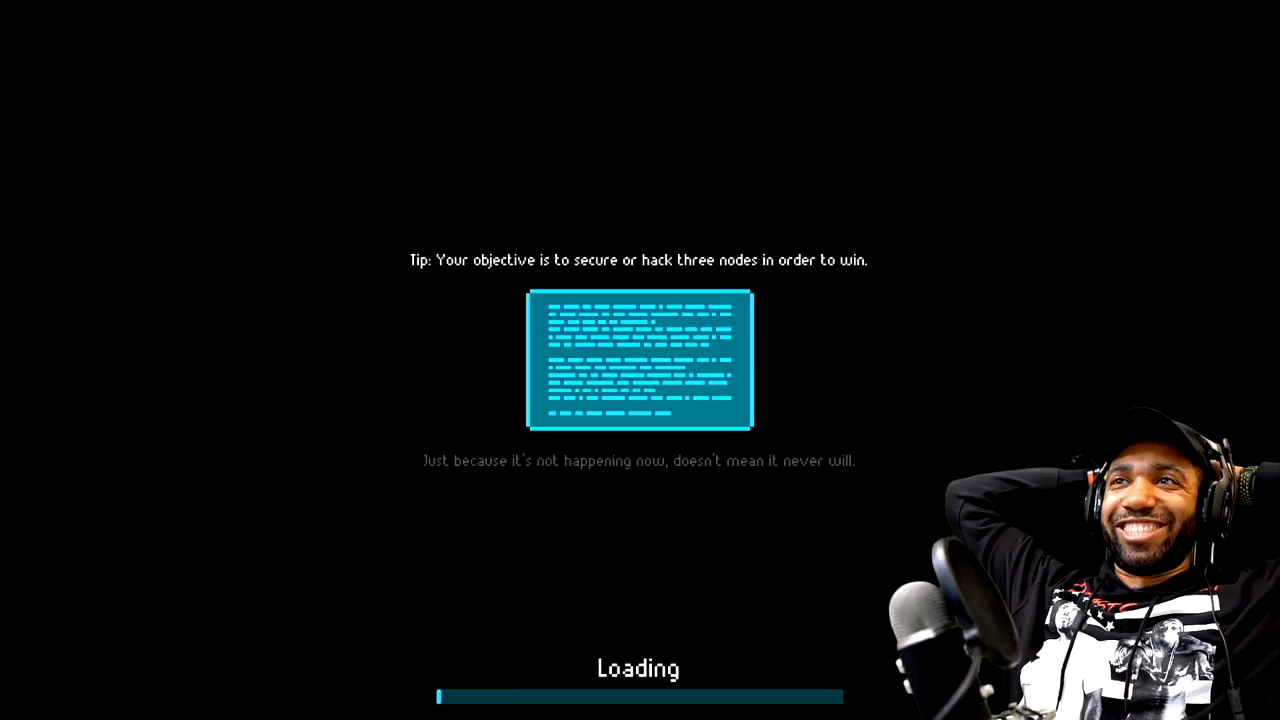 Tip: Your objective is to secure or hack three nodes in order to win.
Just because it's not happening now, doesn't mean it never will.
Loading